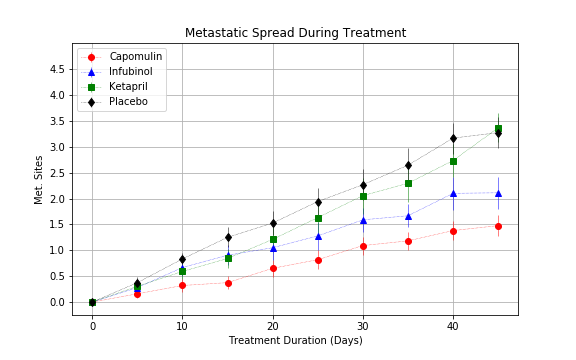 Metastatic Spread During Treatment
Capomulin
Infubinol
Ketapril
Placebo
4.5
4.0
3.5
3.0
2.5
2.0
1.5
1.0
0.5
0.0
Met. Sites
0
10
20
30
40
Treatment Duration (Days)